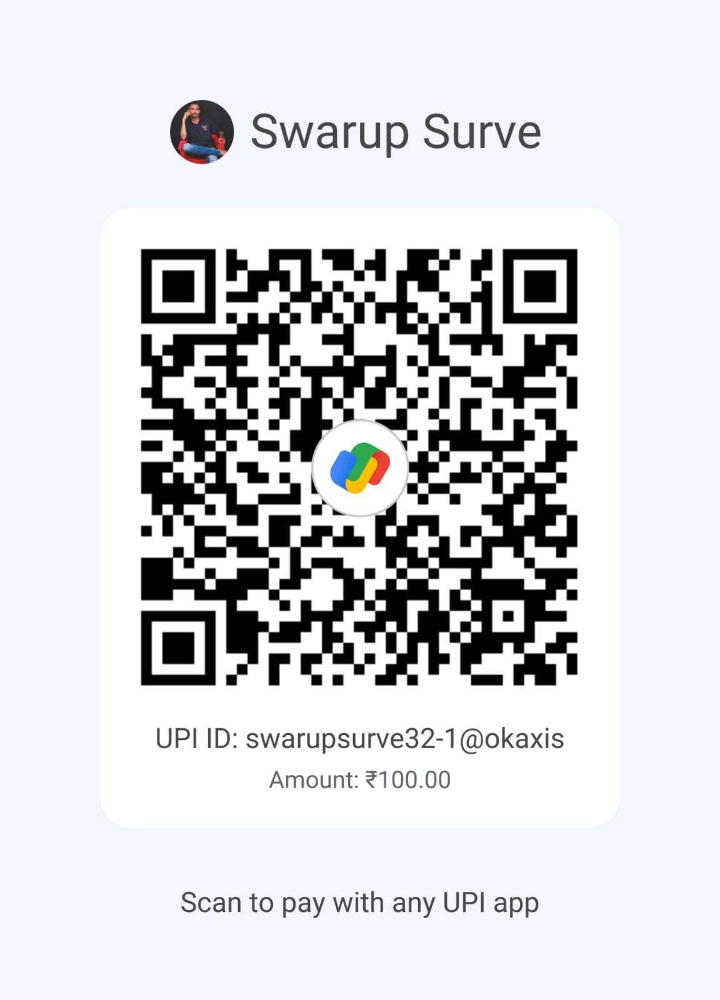 Swarup Surve
UPI ID: swarupsurve32-1@okaxis
Amount: ₹100.00
Scan to pay with any UPI app